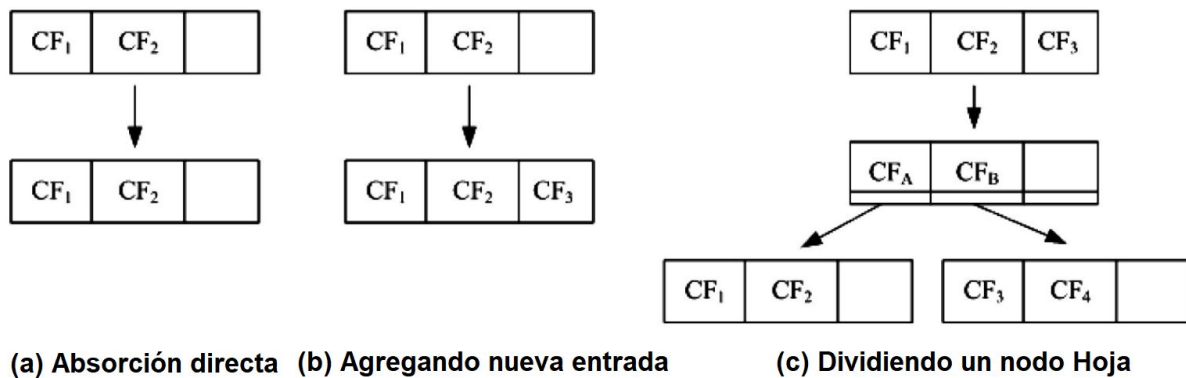 CF₁ CF₂
CF₁ CF₂
CF₁ CF₂ CF₃
CF₁ CF₂
CF₁ CF₂ CF₃
CF_A CF_B
CF₁ CF₂
CF₃ CF₄
(a) Absorción directa
(b) Agregando nueva entrada
(c) Dividiendo un nodo Hoja